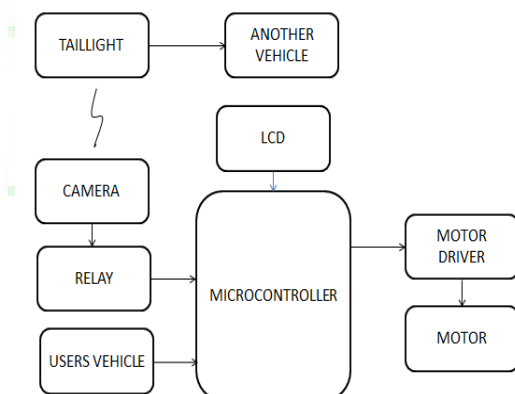 TAILLIGHT
ANOTHER
VEHICLE
LCD
CAMERA
RELAY
MICROCONTROLLER
MOTOR
DRIVER
USERS VEHICLE
MOTOR